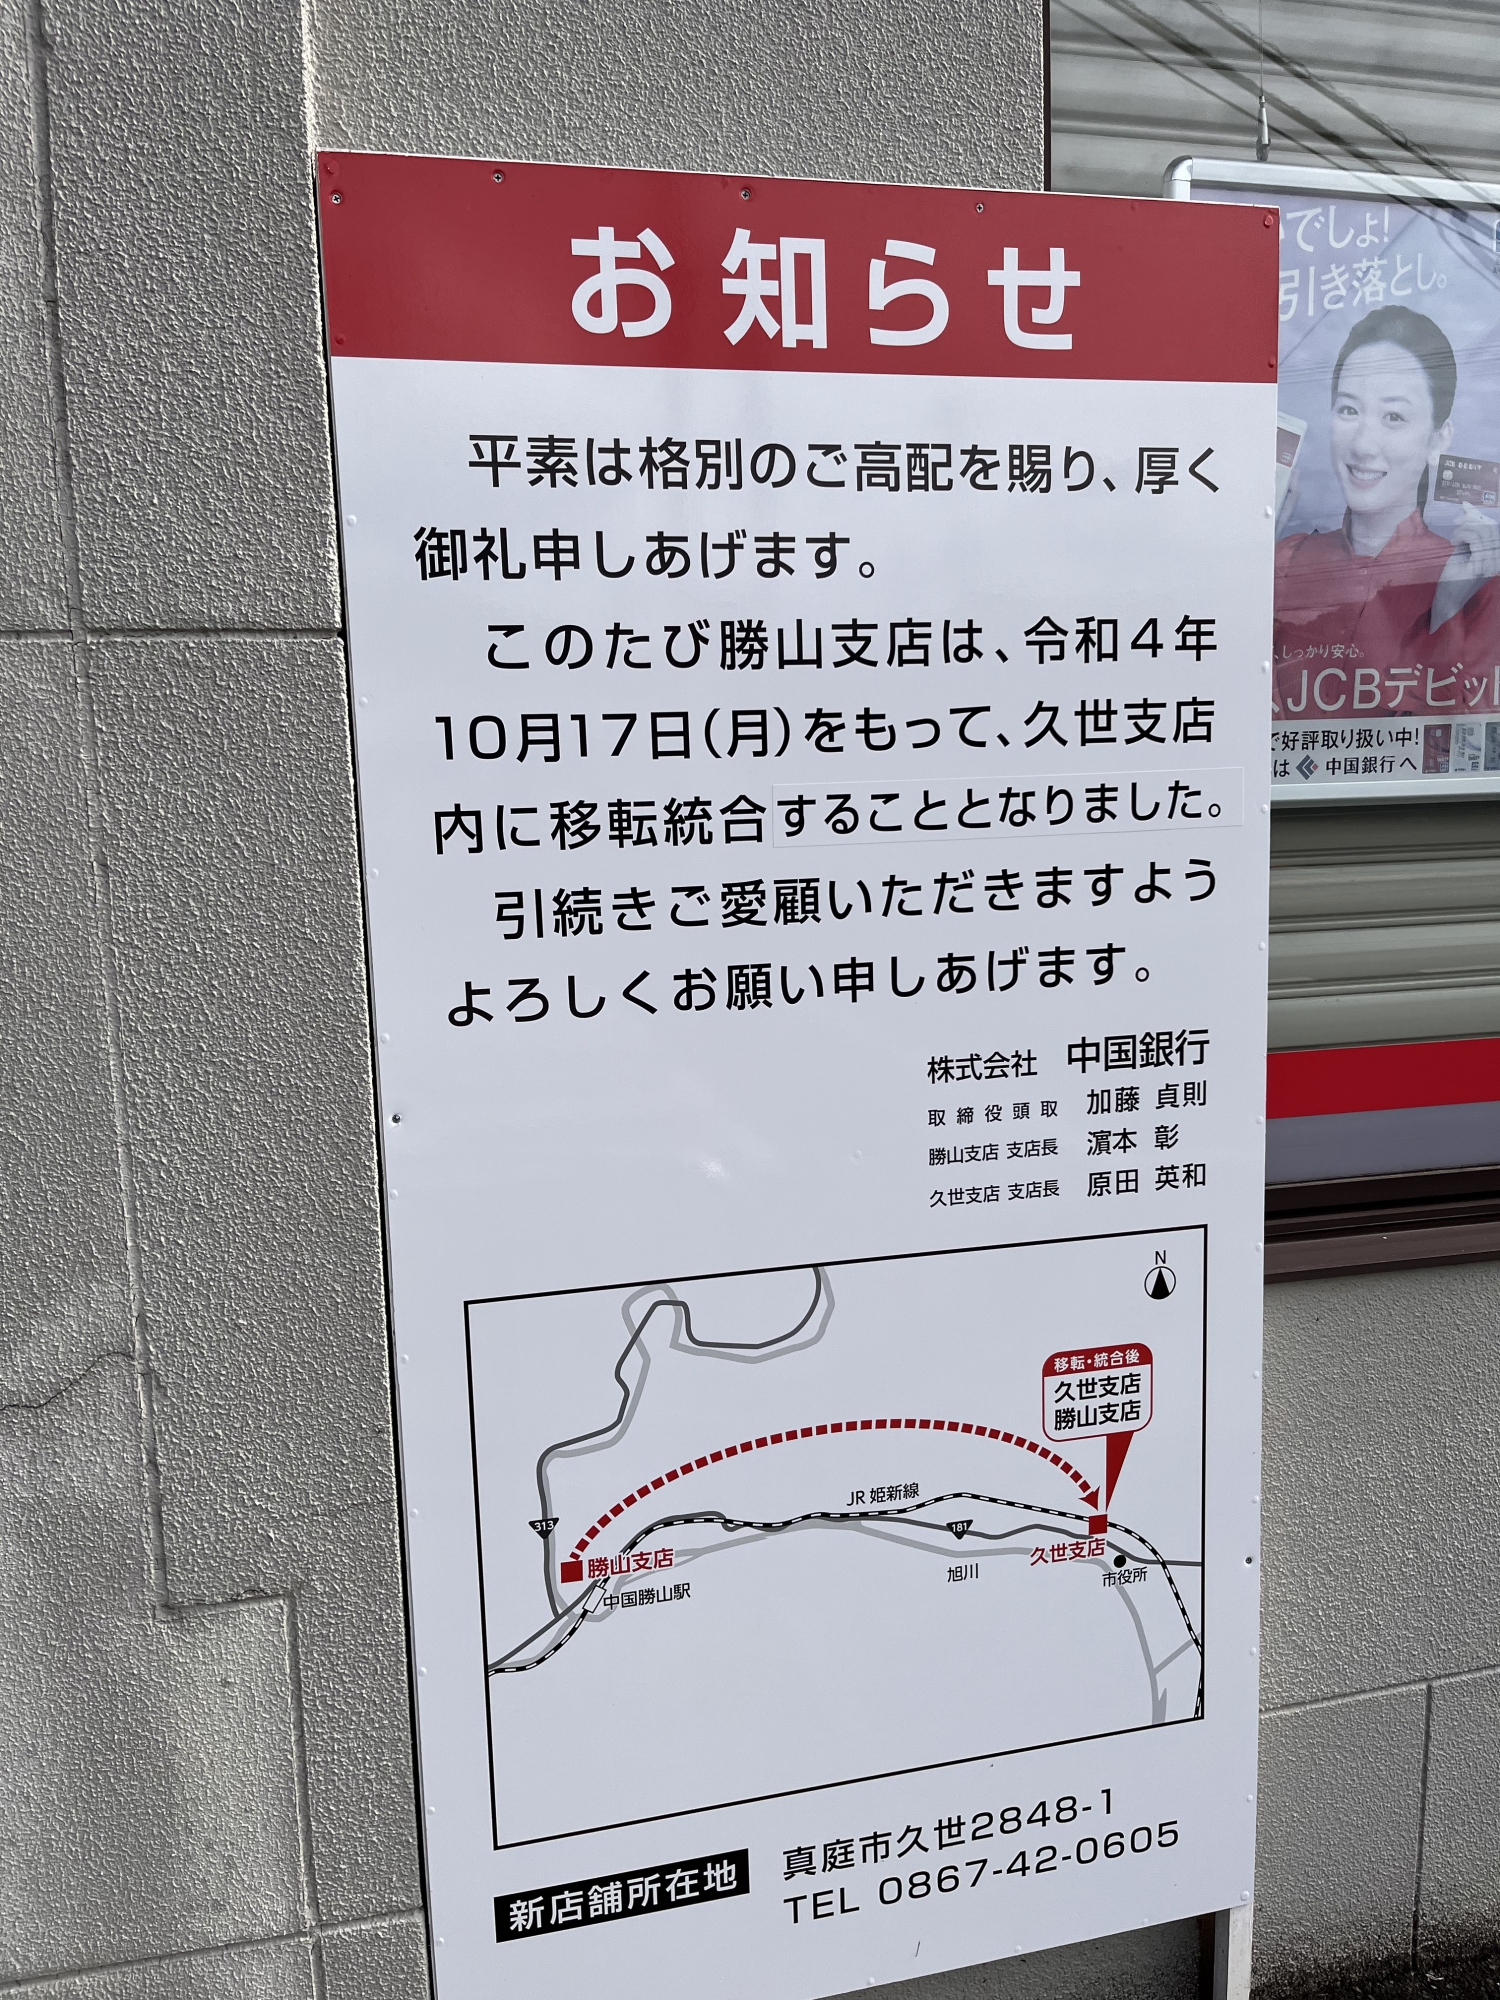 お知らせ
平素は格別のご高配を賜り、厚く
御礼申しあげます。
このたび勝山支店は、令和4年
10月17日(月)をもって、久世支店
内に移転統合することとなりました。
引続きご愛顧いただきますよう
よろしくお願い申しあげます。
株式会社 中国銀行
取締役頭取 加藤 貞則
勝山支店 支店長 濵本 彰
久世支店 支店長 原田 英和
N
移転・統合後
久世支店
勝山支店
JR 姫新線
313
181
勝山支店
中国勝山駅
旭川
久世支店
市役所
新店舗所在地
真庭市久世2848-1
TEL 0867-42-0605
でしょ!
引き落とし。
しっかり安心。
JCBデビット
で好評取り扱い中!
は 中国銀行へ